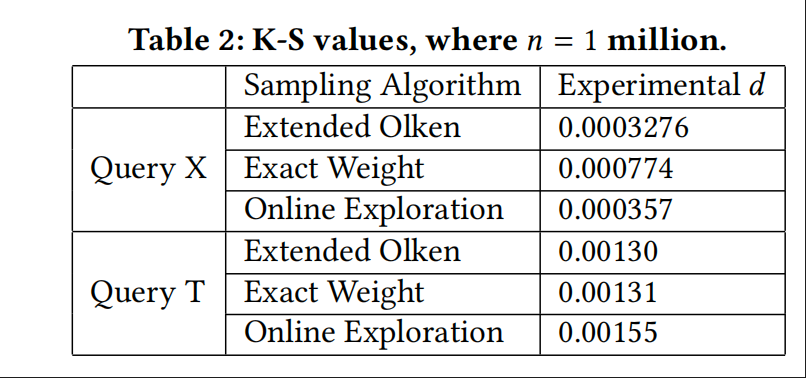 Table 2: K-S values, where n = 1 million.
Sampling Algorithm Experimental d
Query X
Extended Olken 0.0003276
Exact Weight 0.000774
Online Exploration 0.000357
Query T
Extended Olken 0.00130
Exact Weight 0.00131
Online Exploration 0.00155